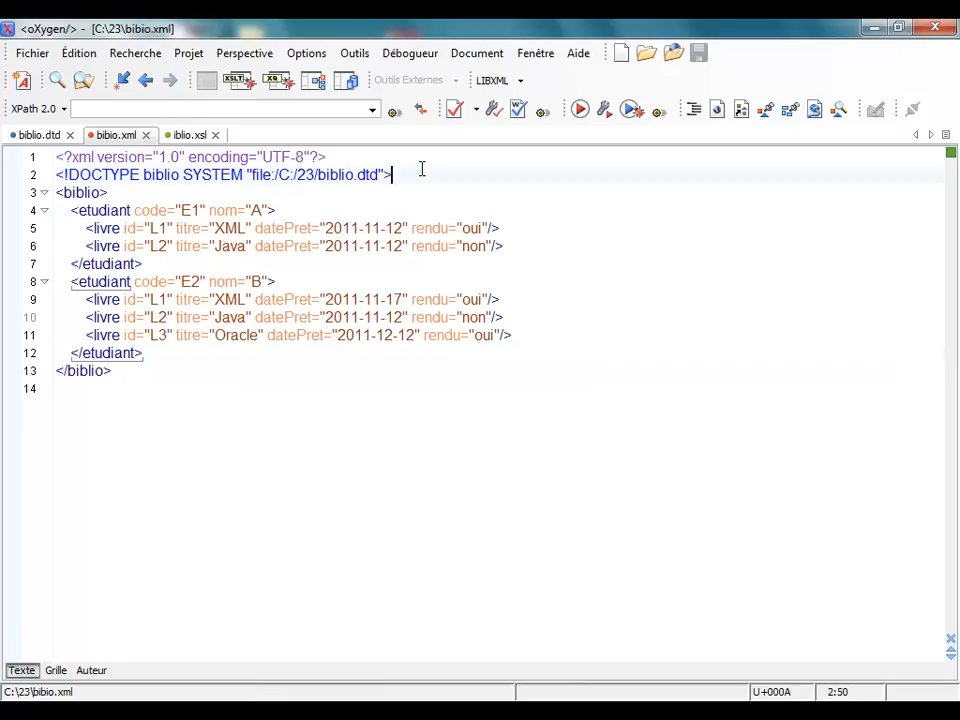 <oXygen/> - [C:\23\bibio.xml]
Fichier Édition Recherche Projet Perspective Options Outils Débogueur Document Fenêtre Aide
XSLT XQ Outils Externes LIBXML
XPath 2.0
biblio.dtd bibio.xml iblio.xsl
1 <?xml version="1.0" encoding="UTF-8"?>
2 <!DOCTYPE biblio SYSTEM "file:/C:/23/biblio.dtd">
3 <biblio>
4 <etudiant code="E1" nom="A">
5 <livre id="L1" titre="XML" datePret="2011-11-12" rendu="oui"/>
6 <livre id="L2" titre="Java" datePret="2011-11-12" rendu="non"/>
7 </etudiant>
8 <etudiant code="E2" nom="B">
9 <livre id="L1" titre="XML" datePret="2011-11-17" rendu="oui"/>
10 <livre id="L2" titre="Java" datePret="2011-11-12" rendu="non"/>
11 <livre id="L3" titre="Oracle" datePret="2011-12-12" rendu="oui"/>
12 </etudiant>
13 </biblio>
14
Texte Grille Auteur
C:\23\bibio.xml U+000A 2:50